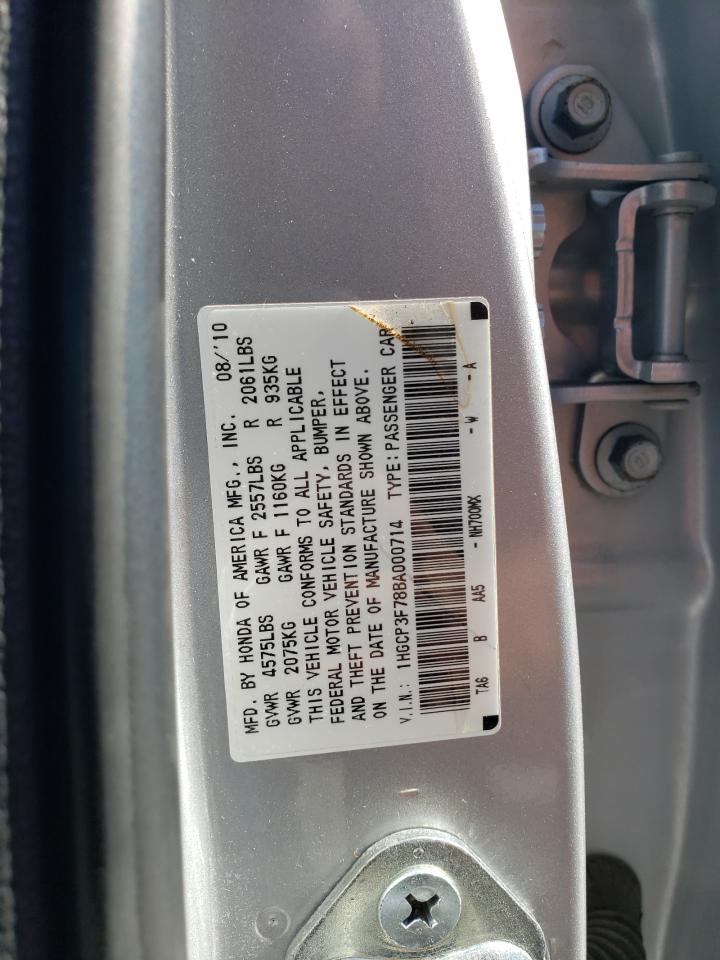 MFD. BY HONDA OF AMERICA MFG., INC. 08/'10
GVWR 4575LBS GAWR F 2557LBS R 2061LBS
GVWR 2075KG GAWR F 1160KG R 935KG
THIS VEHICLE CONFORMS TO ALL APPLICABLE
FEDERAL MOTOR VEHICLE SAFETY, BUMPER,
AND THEFT PREVENTION STANDARDS IN EFFECT
ON THE DATE OF MANUFACTURE SHOWN ABOVE.
V.I.N.: 1HGCP3F78BA000714 TYPE:PASSENGER CAR
TA6 B AA5 - NH700MX - W - A